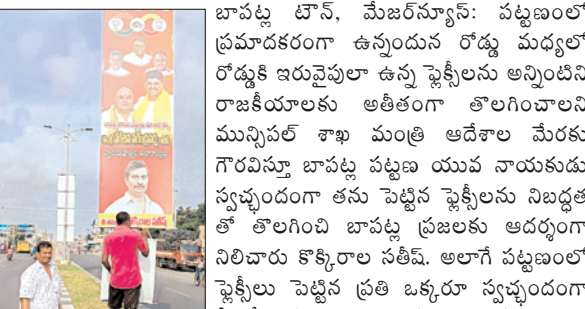 బాపట్ల టౌన్, మేజర్‌న్యూస్: పట్టణంలో
ప్రమాదకరంగా ఉన్నందున రోడ్డు మధ్యలో
రోడ్డుకి ఇరువైపులా ఉన్న ఫ్లెక్సీలను అన్నింటిని
రాజకీయాలకు అతీతంగా తొలగించాలని
మున్సిపల్ శాఖ మంత్రి ఆదేశాల మేరకు
గౌరవిస్తూ బాపట్ల పట్టణ యువ నాయకుడు
స్వచ్ఛందంగా తను పెట్టిన ఫ్లెక్సీలను నిబద్ధత
తో తొలగించి బాపట్ల ప్రజలకు ఆదర్శంగా
నిలిచారు కొక్కిరాల సతీష్. అలాగే పట్టణంలో
ఫ్లెక్సీలు పెట్టిన ప్రతి ఒక్కరూ స్వచ్ఛందంగా